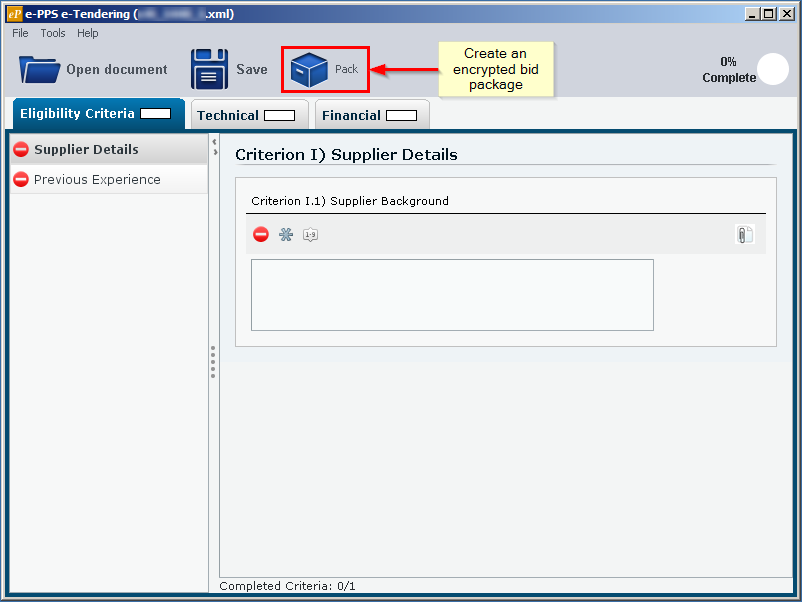 eP e-PPS e-Tendering ( .xml)
File Tools Help
Open document
Save
Pack
Create an
encrypted bid
package
0%
Complete
Eligibility Criteria
Technical
Financial
Supplier Details
Previous Experience
Criterion I) Supplier Details
Criterion I.1) Supplier Background
1-9
Completed Criteria: 0/1